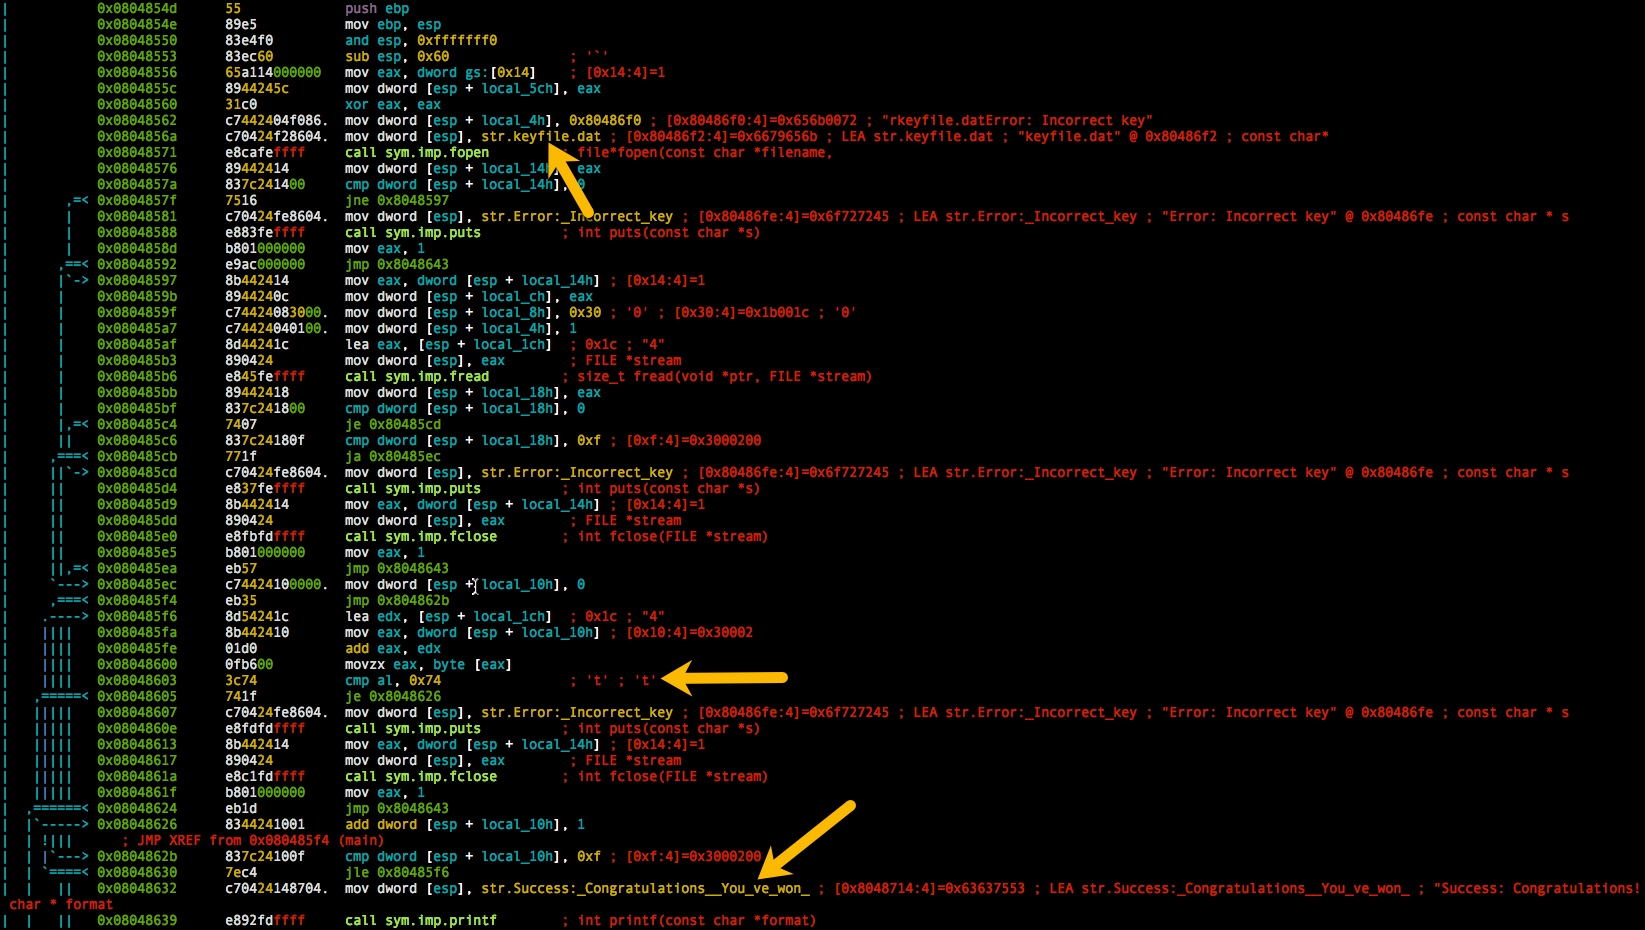 0x0804854d 55 push ebp
0x0804854e 89e5 mov ebp, esp
0x08048550 83e4f0 and esp, 0xfffffff0
0x08048553 83ec60 sub esp, 0x60 ; '`'
0x08048556 65a114000000 mov eax, dword gs:[0x14] ; [0x14:4]=1
0x0804855c 8944245c mov dword [esp + local_5ch], eax
0x08048560 31c0 xor eax, eax
0x08048562 c7442404f086. mov dword [esp + local_4h], 0x80486f0 ; [0x80486f0:4]=0x656b0072 ; "rkeyfile.datError: Incorrect key"
0x0804856a c70424f28604. mov dword [esp], str.keyfile.dat ; [0x80486f2:4]=0x6679656b ; LEA str.keyfile.dat ; "keyfile.dat" @ 0x80486f2 ; const char*
0x08048571 e8cafeffff call sym.imp.fopen ; file*fopen(const char *filename,
0x08048576 89442414 mov dword [esp + local_14h], eax
0x0804857a 837c241400 cmp dword [esp + local_14h], 0
,=< 0x0804857f 7516 jne 0x8048597
| 0x08048581 c70424fe8604. mov dword [esp], str.Error:_Incorrect_key ; [0x80486fe:4]=0x6f727245 ; LEA str.Error:_Incorrect_key ; "Error: Incorrect key" @ 0x80486fe ; const char * s
| 0x08048588 e883feffff call sym.imp.puts ; int puts(const char *s)
| 0x0804858d b801000000 mov eax, 1
,==< 0x08048592 e9ac000000 jmp 0x8048643
|`-> 0x08048597 8b442414 mov eax, dword [esp + local_14h] ; [0x14:4]=1
| 0x0804859b 8944240c mov dword [esp + local_ch], eax
| 0x0804859f c74424083000. mov dword [esp + local_8h], 0x30 ; '0' ; [0x30:4]=0x1b001c ; '0'
| 0x080485a7 c74424040100. mov dword [esp + local_4h], 1
| 0x080485af 8d44241c lea eax, [esp + local_1ch] ; 0x1c ; "4"
| 0x080485b3 890424 mov dword [esp], eax ; FILE *stream
| 0x080485b6 e845feffff call sym.imp.fread ; size_t fread(void *ptr, FILE *stream)
| 0x080485bb 89442418 mov dword [esp + local_18h], eax
| 0x080485bf 837c241800 cmp dword [esp + local_18h], 0
|,=< 0x080485c4 7407 je 0x80485cd
|| 0x080485c6 837c24180f cmp dword [esp + local_18h], 0xf ; [0xf:4]=0x3000200
,===< 0x080485cb 771f ja 0x80485ec
||`-> 0x080485cd c70424fe8604. mov dword [esp], str.Error:_Incorrect_key ; [0x80486fe:4]=0x6f727245 ; LEA str.Error:_Incorrect_key ; "Error: Incorrect key" @ 0x80486fe ; const char * s
|| 0x080485d4 e837feffff call sym.imp.puts ; int puts(const char *s)
|| 0x080485d9 8b442414 mov eax, dword [esp + local_14h] ; [0x14:4]=1
|| 0x080485dd 890424 mov dword [esp], eax ; FILE *stream
|| 0x080485e0 e8fbfdffff call sym.imp.fclose ; int fclose(FILE *stream)
|| 0x080485e5 b801000000 mov eax, 1
||,=< 0x080485ea eb57 jmp 0x8048643
`---> 0x080485ec c74424100000. mov dword [esp + local_10h], 0
,===< 0x080485f4 eb35 jmp 0x804862b
.----> 0x080485f6 8d54241c lea edx, [esp + local_1ch] ; 0x1c ; "4"
|||| 0x080485fa 8b442410 mov eax, dword [esp + local_10h] ; [0x10:4]=0x30002
|||| 0x080485fe 01d0 add eax, edx
|||| 0x08048600 0fb600 movzx eax, byte [eax]
|||| 0x08048603 3c74 cmp al, 0x74 ; 't' ; 't'
,=====< 0x08048605 741f je 0x8048626
||||| 0x08048607 c70424fe8604. mov dword [esp], str.Error:_Incorrect_key ; [0x80486fe:4]=0x6f727245 ; LEA str.Error:_Incorrect_key ; "Error: Incorrect key" @ 0x80486fe ; const char * s
||||| 0x0804860e e8fdfdffff call sym.imp.puts ; int puts(const char *s)
||||| 0x08048613 8b442414 mov eax, dword [esp + local_14h] ; [0x14:4]=1
||||| 0x08048617 890424 mov dword [esp], eax ; FILE *stream
||||| 0x0804861a e8c1fdffff call sym.imp.fclose ; int fclose(FILE *stream)
||||| 0x0804861f b801000000 mov eax, 1
,======< 0x08048624 eb1d jmp 0x8048643
|`-----> 0x08048626 8344241001 add dword [esp + local_10h], 1
| !||| ; JMP XREF from 0x080485f4 (main)
| |`---> 0x0804862b 837c24100f cmp dword [esp + local_10h], 0xf ; [0xf:4]=0x3000200
| `====< 0x08048630 7ec4 jle 0x80485f6
| || 0x08048632 c70424148704. mov dword [esp], str.Success:_Congratulations__You_ve_won_ ; [0x8048714:4]=0x63637553 ; LEA str.Success:_Congratulations__You_ve_won_ ; "Success: Congratulations!
char * format
| || 0x08048639 e892fdffff call sym.imp.printf ; int printf(const char *format)